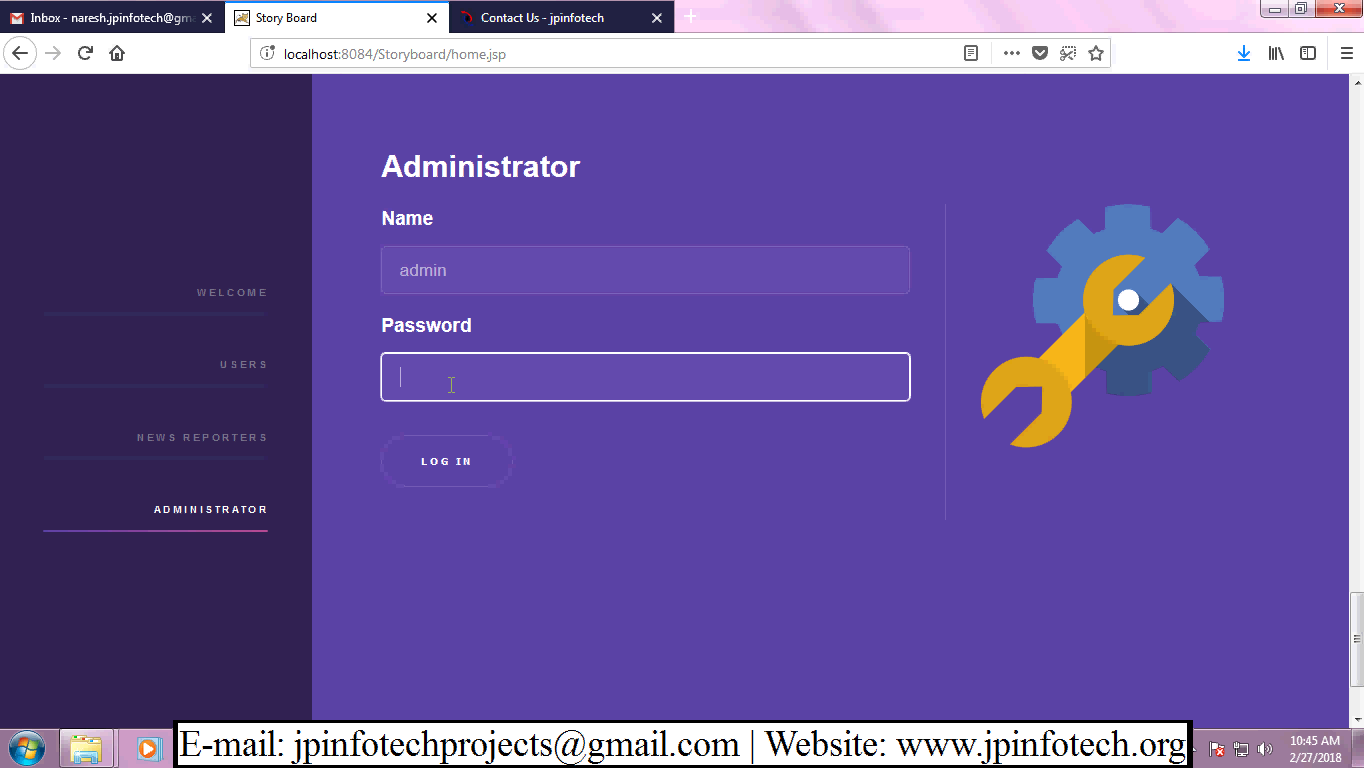 Inbox - naresh.jpinfotech@gm
Story Board
Contact Us - jpinfotech
localhost:8084/Storyboard/home.jsp
Administrator
Name
admin
Password
LOG IN
WELCOME
USERS
NEWS REPORTERS
ADMINISTRATOR
E-mail: jpinfotechprojects@gmail.com | Website: www.jpinfotech.org
10:45 AM
2/27/2018